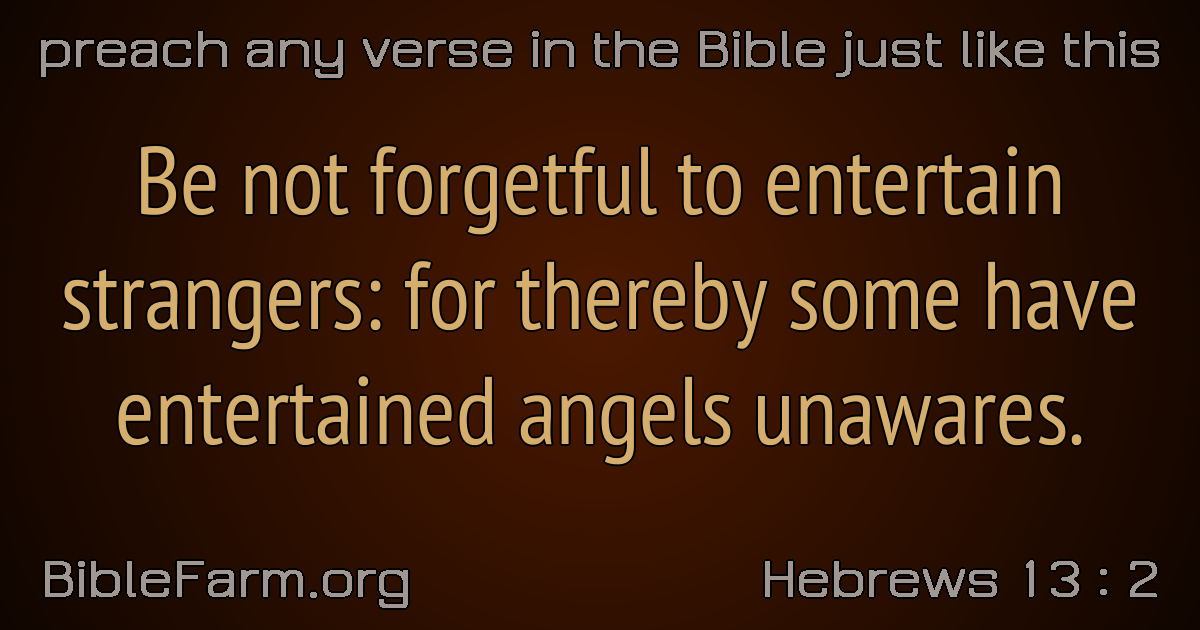 preach any verse in the Bible just like this
Be not forgetful to entertain
strangers: for thereby some have
entertained angels unawares.
BibleFarm.org
Hebrews 13 : 2